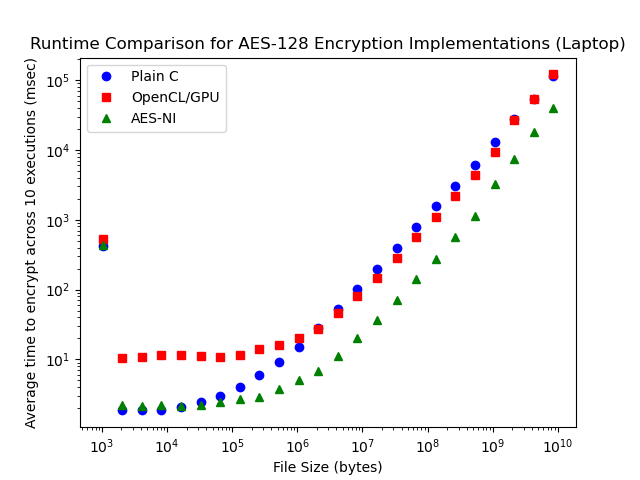 Runtime Comparison for AES-128 Encryption Implementations (Laptop)
Average time to encrypt across 10 executions (msec)
10⁵
10⁴
10³
10²
10¹
Plain C
OpenCL/GPU
AES-NI
10³ 10⁴ 10⁵ 10⁶ 10⁷ 10⁸ 10⁹ 10¹⁰
File Size (bytes)